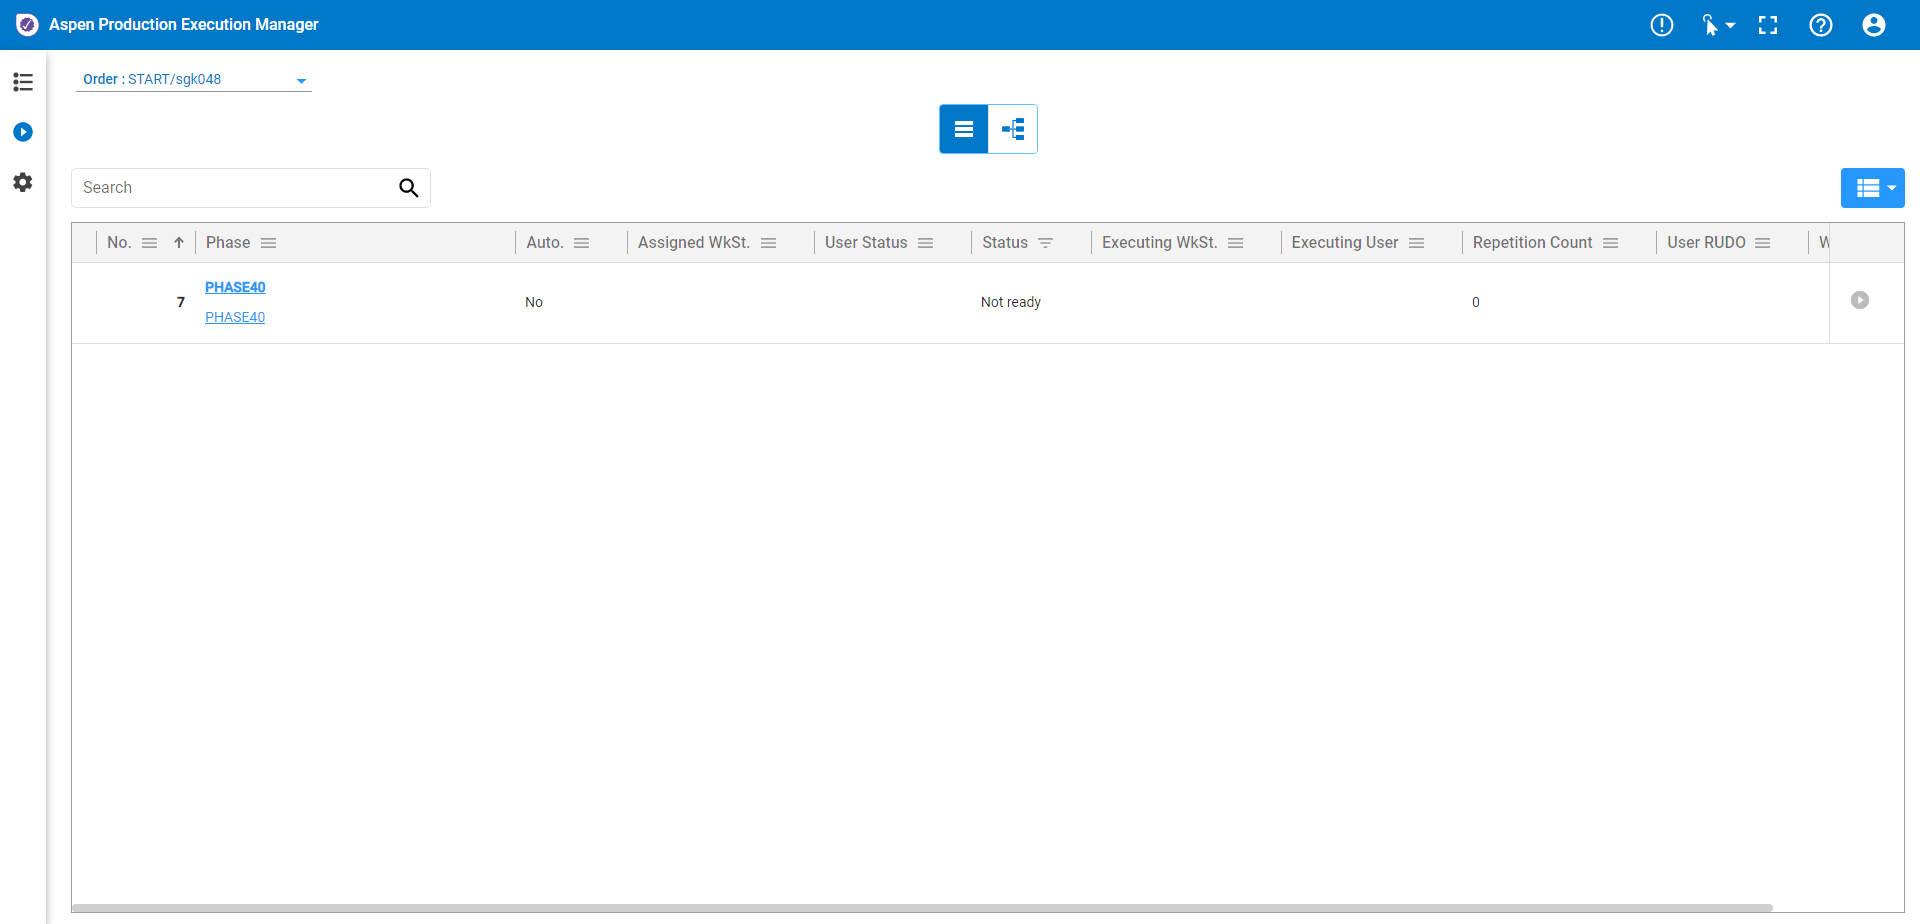 Aspen Production Execution Manager
Order : START/sgk048
Search
No. Phase Auto. Assigned WkSt. User Status Status Executing WkSt. Executing User Repetition Count User RUDO
7 PHASE40 No Not ready 0
PHASE40